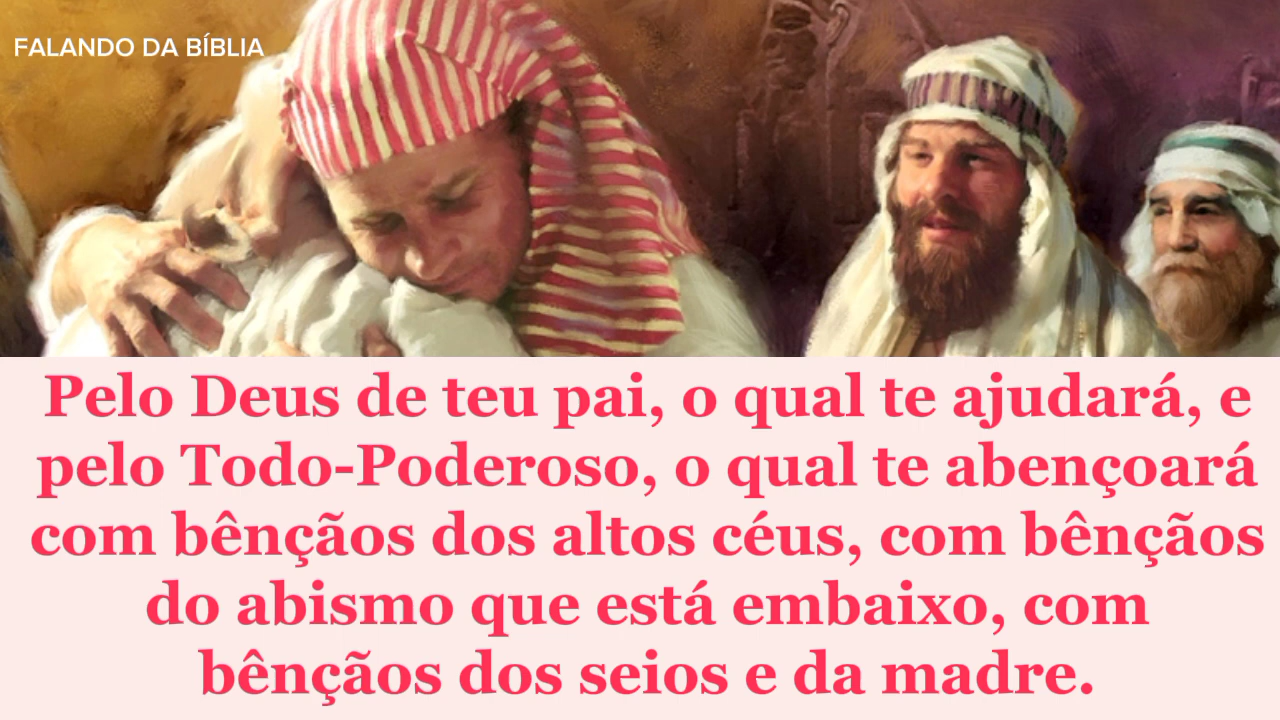 FALANDO DA BÍBLIA
Pelo Deus de teu pai, o qual te ajudará, e
pelo Todo-Poderoso, o qual te abençoará
com bênçãos dos altos céus, com bênçãos
do abismo que está embaixo, com
bênçãos dos seios e da madre.